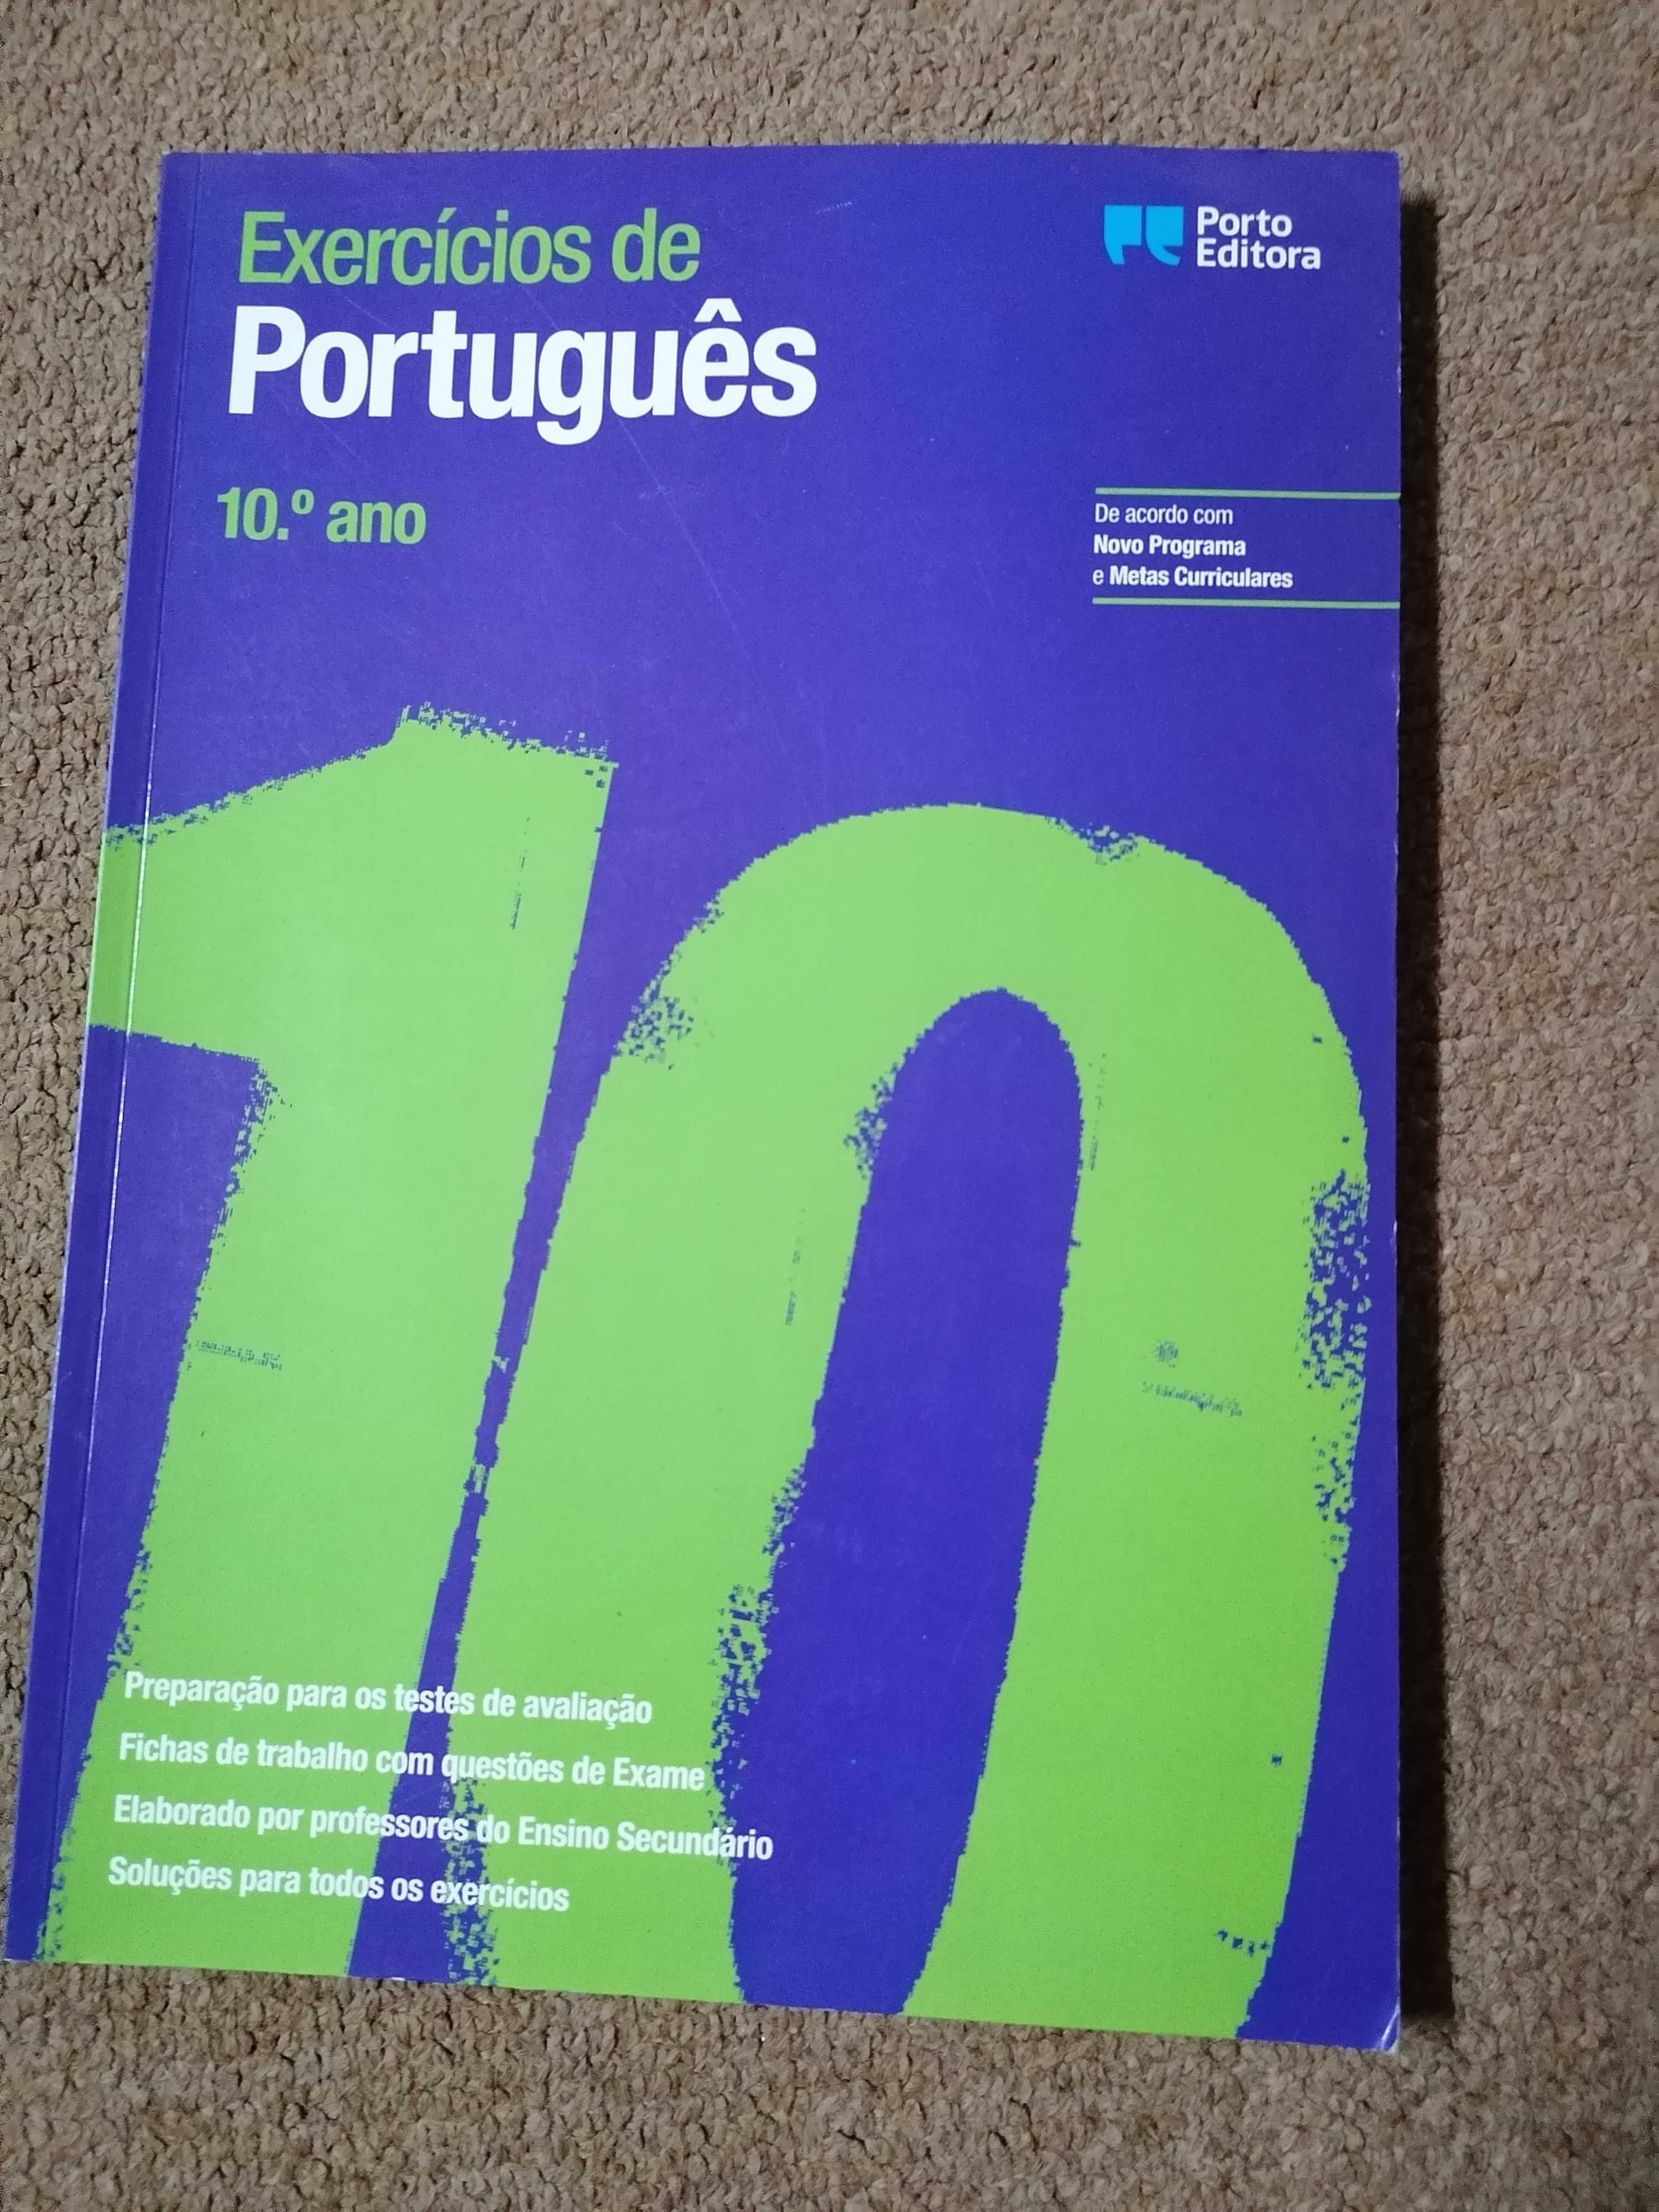 Exercícios de
Português
Porto
Editora
10.º ano
De acordo com
Novo Programa
e Metas Curriculares
10
Preparação para os testes de avaliação
Fichas de trabalho com questões de Exame
Elaborado por professores do Ensino Secundário
Soluções para todos os exercícios